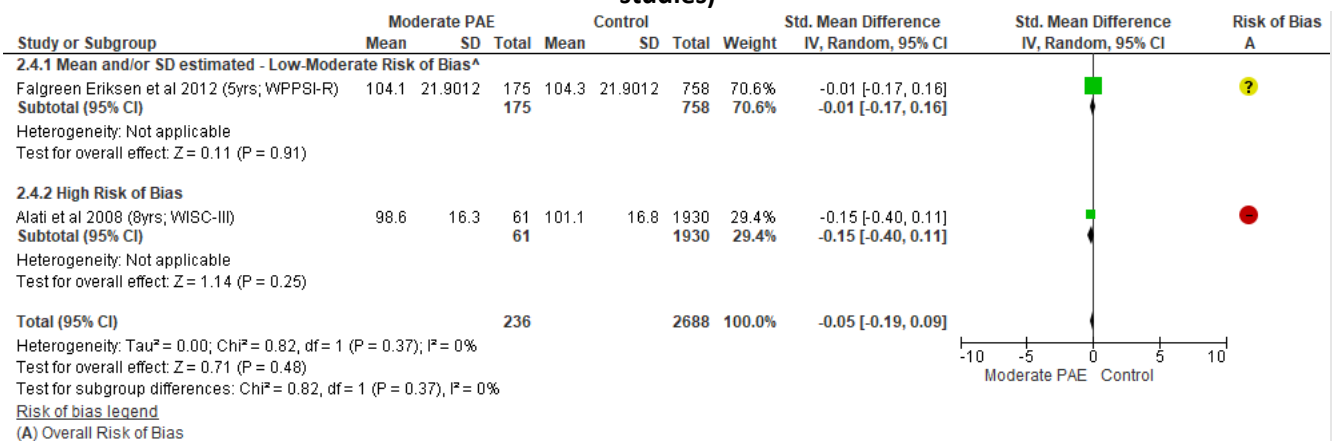 studies)
Moderate PAE Control Std. Mean Difference Std. Mean Difference Risk of Bias
Study or Subgroup Mean SD Total Mean SD Total Weight IV, Random, 95% CI IV, Random, 95% CI A
2.4.1 Mean and/or SD estimated - Low-Moderate Risk of Bias^
Falgreen Eriksen et al 2012 (5yrs; WPPSI-R) 104.1 21.9012 175 104.3 21.9012 758 70.6% -0.01 [-0.17, 0.16] ?
Subtotal (95% CI) 175 758 70.6% -0.01 [-0.17, 0.16]
Heterogeneity: Not applicable
Test for overall effect: Z = 0.11 (P = 0.91)
2.4.2 High Risk of Bias
Alati et al 2008 (8yrs; WISC-III) 98.6 16.3 61 101.1 16.8 1930 29.4% -0.15 [-0.40, 0.11] -
Subtotal (95% CI) 61 1930 29.4% -0.15 [-0.40, 0.11]
Heterogeneity: Not applicable
Test for overall effect: Z = 1.14 (P = 0.25)
Total (95% CI) 236 2688 100.0% -0.05 [-0.19, 0.09]
Heterogeneity: Tau² = 0.00; Chi² = 0.82, df = 1 (P = 0.37); I² = 0%
Test for overall effect: Z = 0.71 (P = 0.48)
Test for subgroup differences: Chi² = 0.82, df = 1 (P = 0.37), I² = 0%
-10 -5 0 5 10
Moderate PAE Control
Risk of bias legend
(A) Overall Risk of Bias